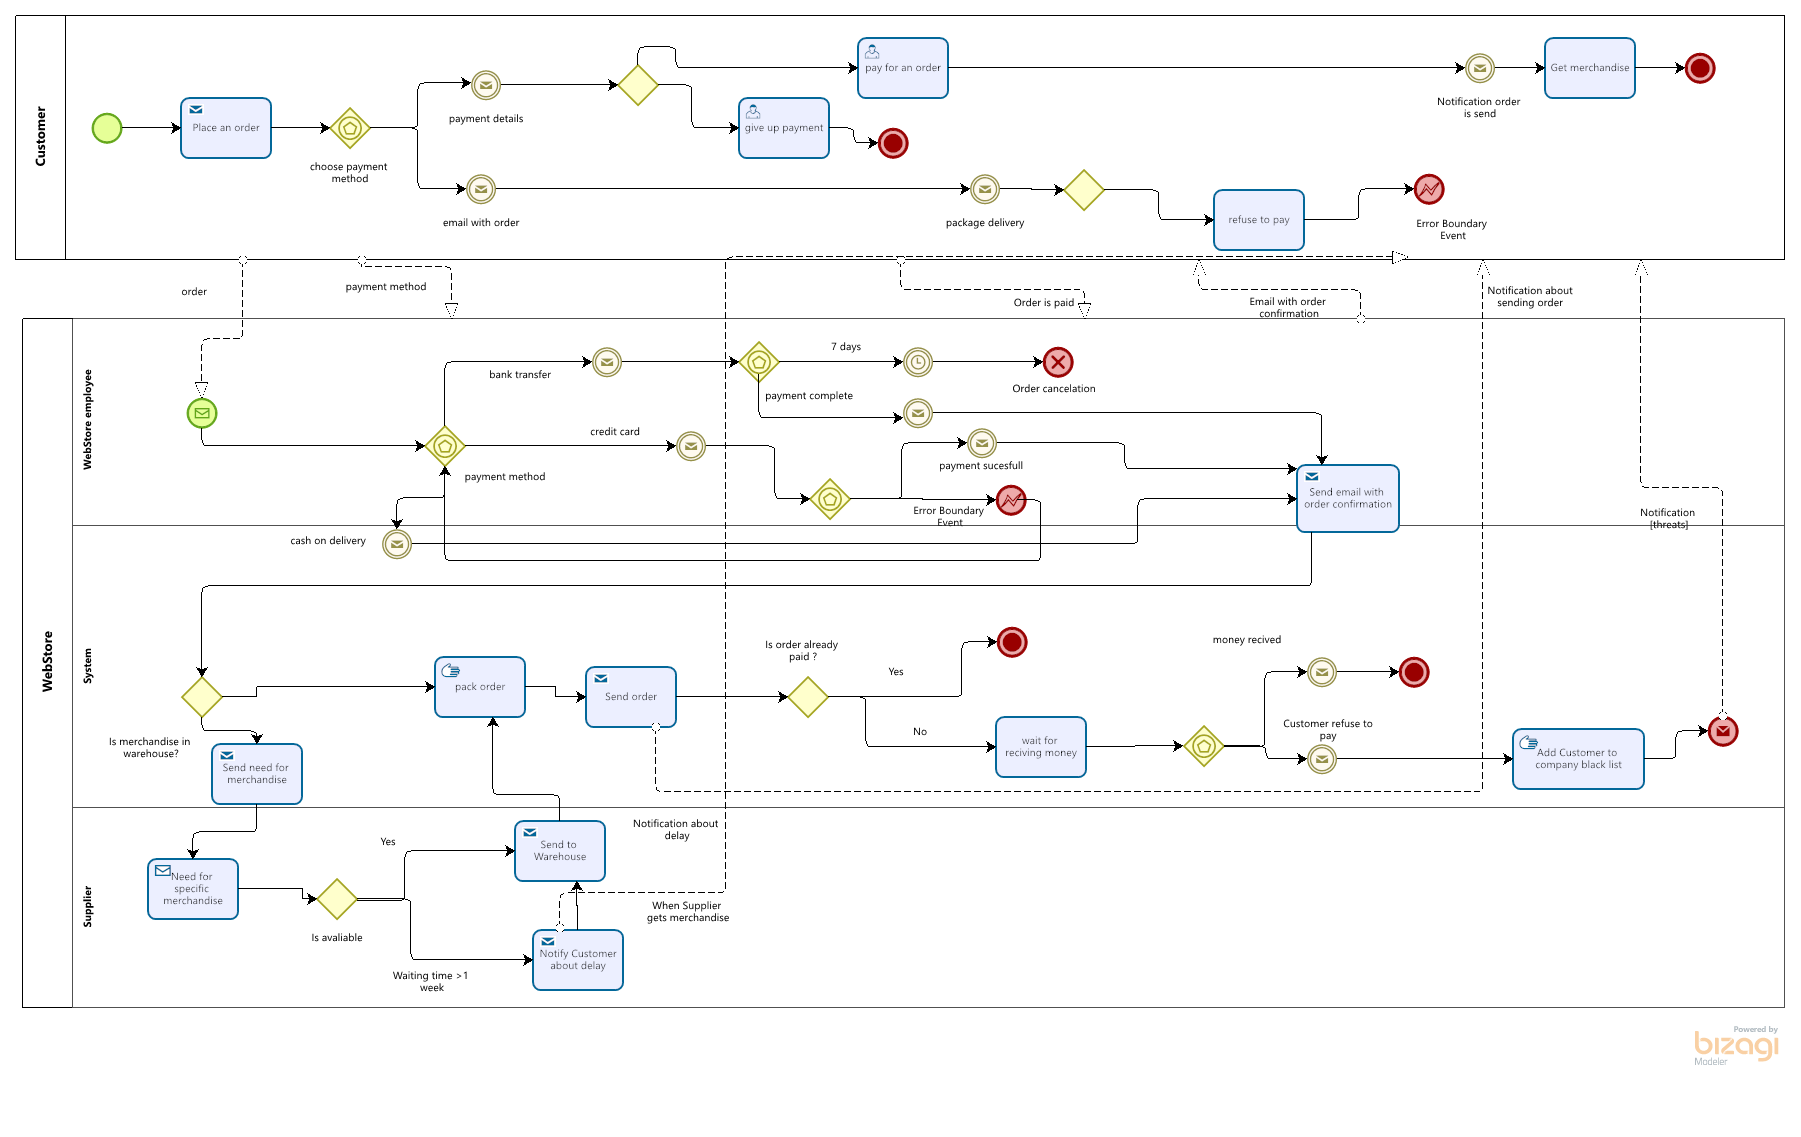 Customer
Place an order
choose payment
method
payment details
email with order
give up payment
pay for an order
package delivery
refuse to pay
Error Boundary
Event
Notification order
is send
Get merchandise
order
payment method
Order is paid
Email with order
confirmation
Notification about
sending order
WebStore
WebStore employee
bank transfer
7 days
payment complete
Order cancelation
credit card
payment method
payment sucesfull
Error Boundary
Event
Send email with
order confirmation
Notification
[threats]
System
cash on delivery
Is merchandise in
warehouse?
Send need for
merchandise
pack order
Send order
Is order already
paid ?
Yes
No
wait for
reciving money
money recived
Customer refuse to
pay
Add Customer to
company black list
Supplier
Need for
specific
merchandise
Is avaliable
Yes
Waiting time >1
week
Send to
Warehouse
Notify Customer
about delay
Notification about
delay
When Supplier
gets merchandise
Powered by
bizagi
Modeler